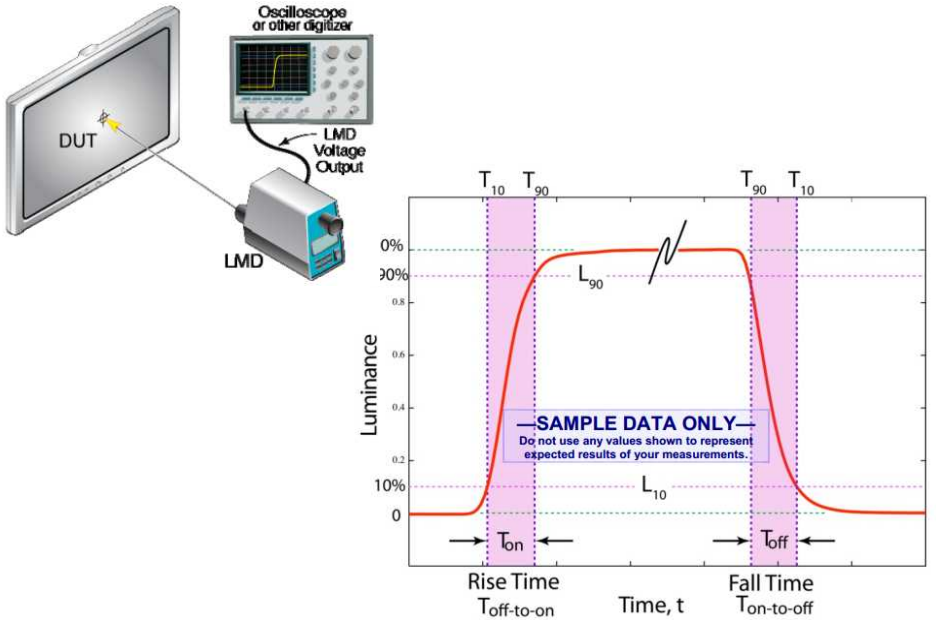 Oscilloscope
or other digitizer
DUT
LMD
Voltage
Output
LMD
T10 T90 T90 T10
0%
90%
L90
0.8
0.6
Luminance
0.4
—SAMPLE DATA ONLY—
Do not use any values shown to represent
expected results of your measurements.
0.2
10%
L10
0
Ton
Toff
Rise Time
Toff-to-on
Time, t
Fall Time
Ton-to-off